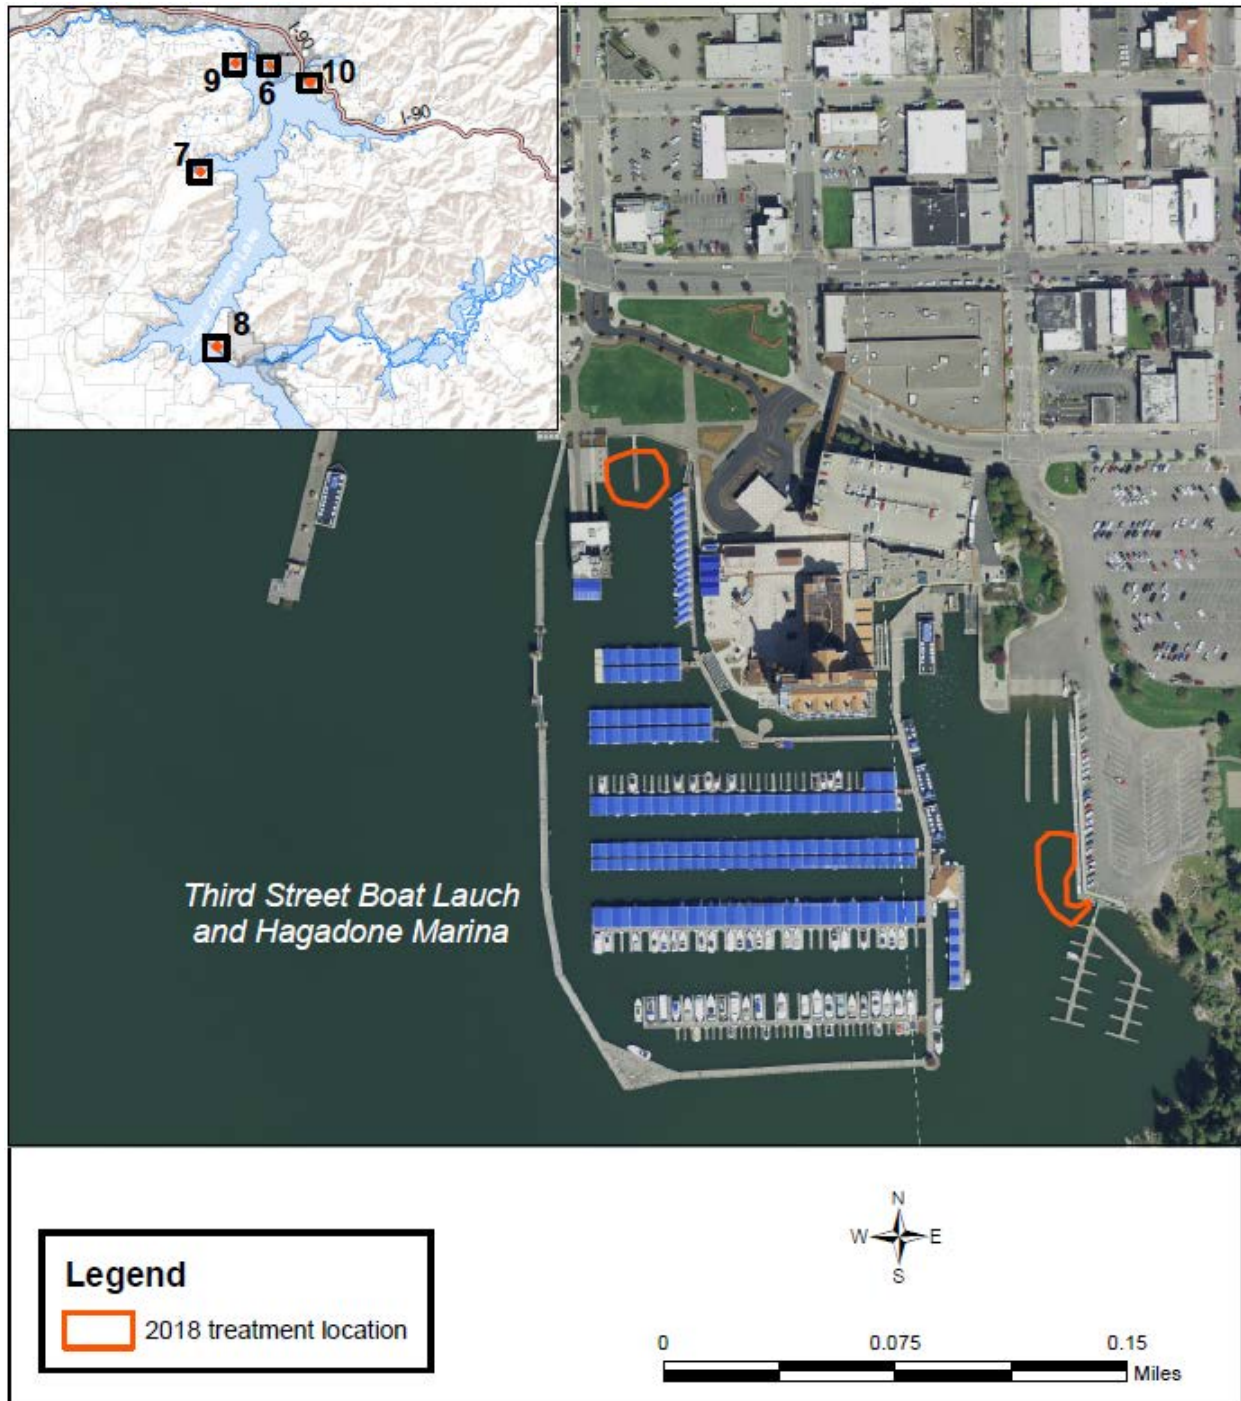 I-90
9
6
10
I-90
7
8
Third Street Boat Lauch
and Hagadone Marina
Legend
2018 treatment location
N
W
E
S
0
0.075
0.15
Miles